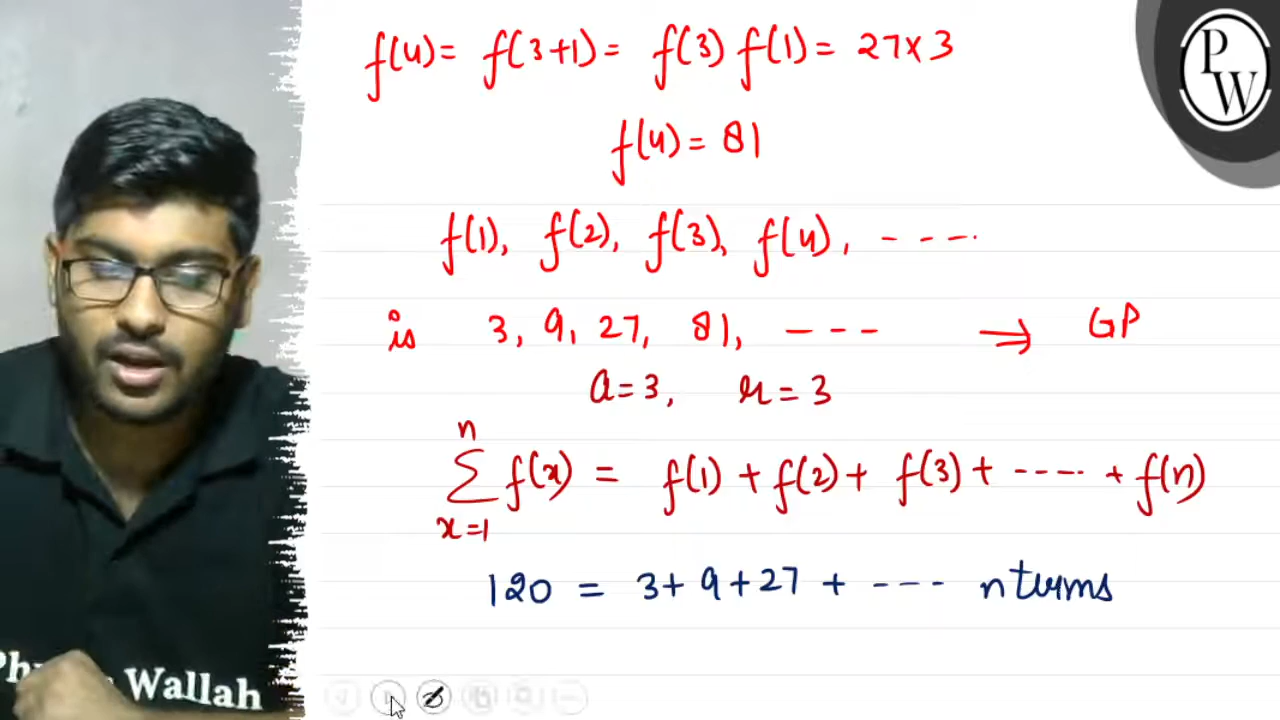 f(4) = f(3+1) = f(3) f(1) = 27×3
f(4) = 81
f(1), f(2), f(3), f(4), ----
is 3, 9, 27, 81, --- ⇒ GP
a = 3, r = 3
n
∑ f(x) = f(1) + f(2) + f(3) + ---- + f(n)
x=1
120 = 3 + 9 + 27 + ---- n terms
PW
Wallah